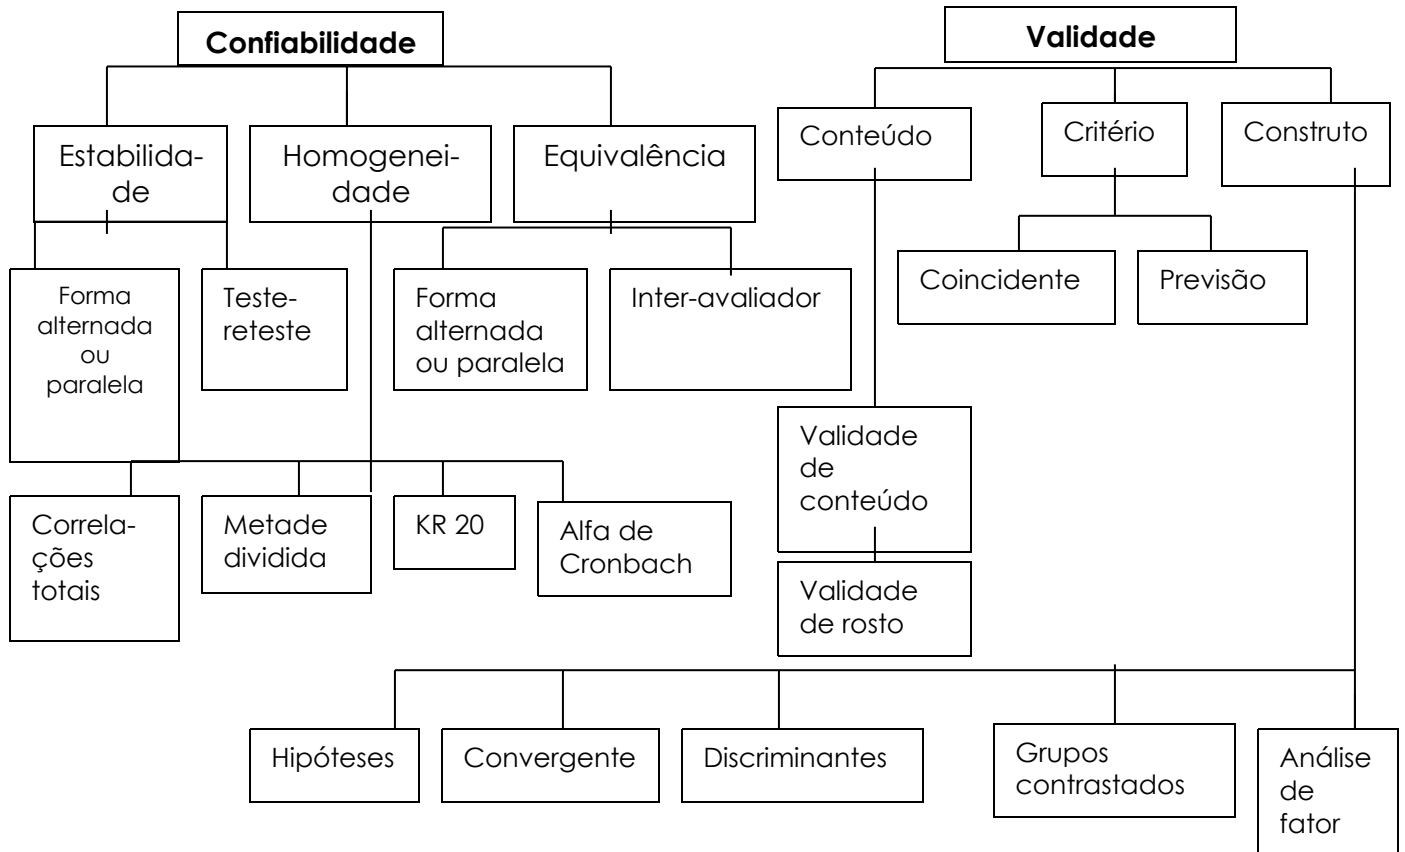 Confiabilidade
Validade
Estabilida-
de
Homogenei-
dade
Equivalência
Conteúdo
Critério
Construto
Forma
alternada
ou
paralela
Teste-
reteste
Forma
alternada
ou paralela
Inter-avaliador
Coincidente
Previsão
Validade
de
conteúdo
Validade
de rosto
Correla-
ções
totais
Metade
dividida
KR 20
Alfa de
Cronbach
Hipóteses
Convergente
Discriminantes
Grupos
contrastados
Análise
de
fator